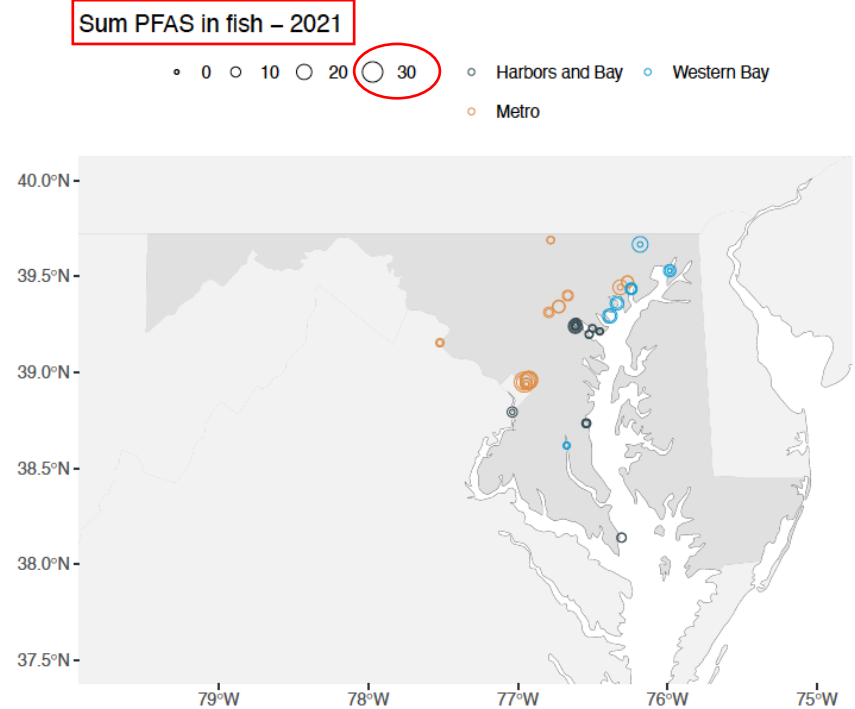 Sum PFAS in fish – 2021
0 10 20 30 Harbors and Bay Western Bay
Metro
40.0°N
39.5°N
39.0°N
38.5°N
38.0°N
37.5°N
79°W 78°W 77°W 76°W 75°W